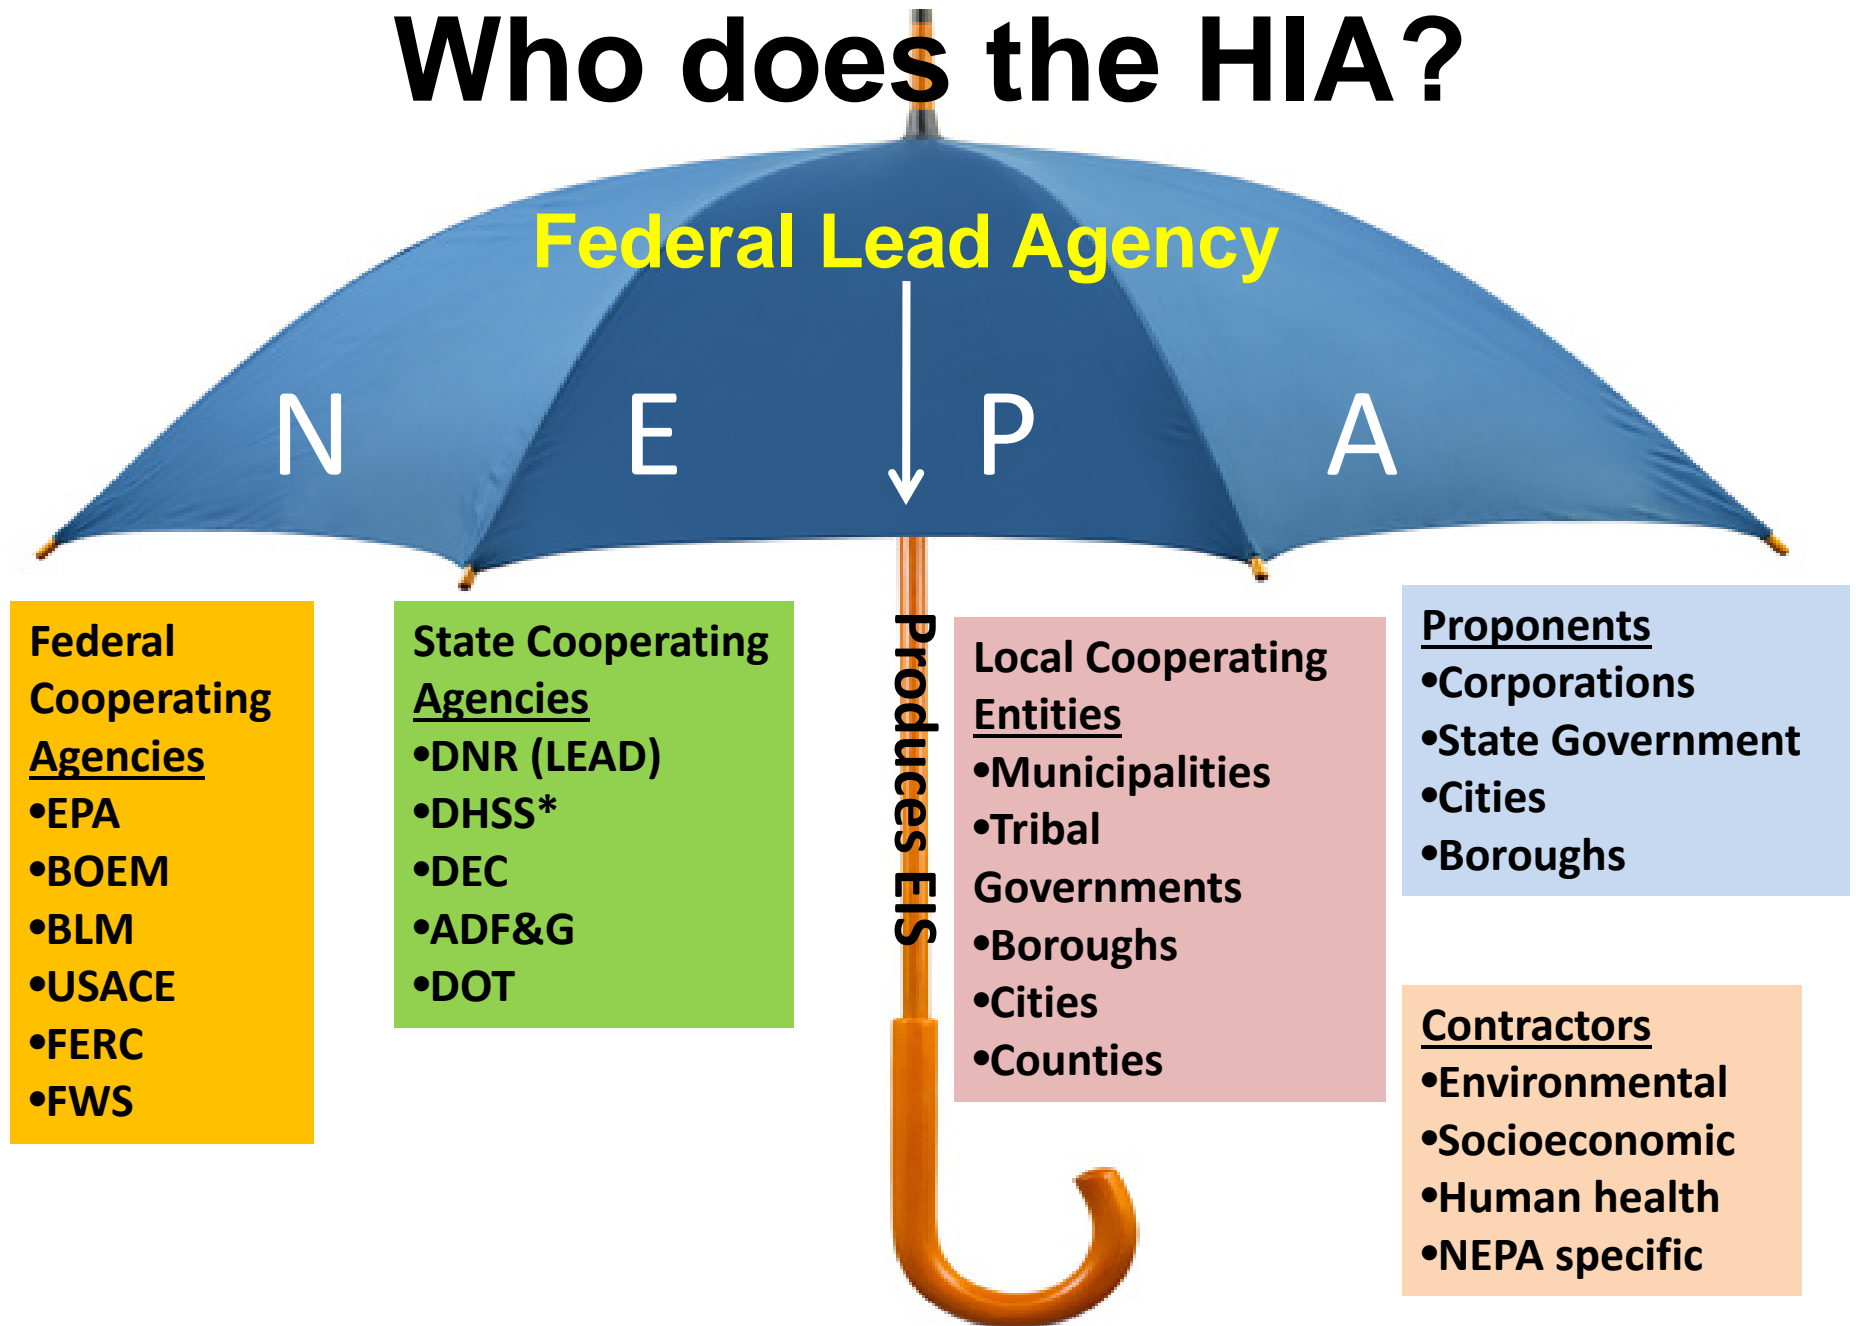 Who does the HIA?
Federal Lead Agency
N E P A
Federal
Cooperating
Agencies
•EPA
•BOEM
•BLM
•USACE
•FERC
•FWS
State Cooperating
Agencies
•DNR (LEAD)
•DHSS*
•DEC
•ADF&G
•DOT
Produces EIS
Local Cooperating
Entities
•Municipalities
•Tribal
Governments
•Boroughs
•Cities
•Counties
Proponents
•Corporations
•State Government
•Cities
•Boroughs
Contractors
•Environmental
•Socioeconomic
•Human health
•NEPA specific